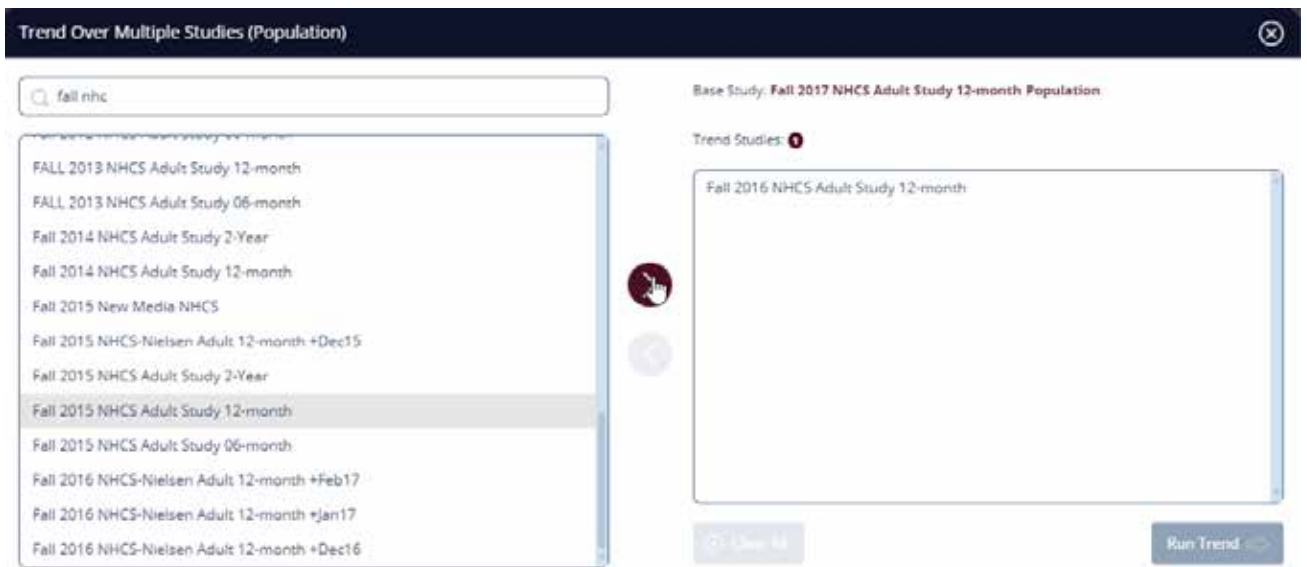 Trend Over Multiple Studies (Population)
fall nhc
FALL 2013 NHCS Adult Study 12-month
FALL 2013 NHCS Adult Study 06-month
Fall 2014 NHCS Adult Study 2-Year
Fall 2014 NHCS Adult Study 12-month
Fall 2015 New Media NHCS
Fall 2015 NHCS-Nielsen Adult 12-month +Dec15
Fall 2015 NHCS Adult Study 2-Year
Fall 2015 NHCS Adult Study 12-month
Fall 2015 NHCS Adult Study 06-month
Fall 2016 NHCS-Nielsen Adult 12-month +Feb17
Fall 2016 NHCS-Nielsen Adult 12-month +Jan17
Fall 2016 NHCS-Nielsen Adult 12-month +Dec16
Base Study: Fall 2017 NHCS Adult Study 12-month Population
Trend Studies: 1
Fall 2016 NHCS Adult Study 12-month
Clear All
Run Trend